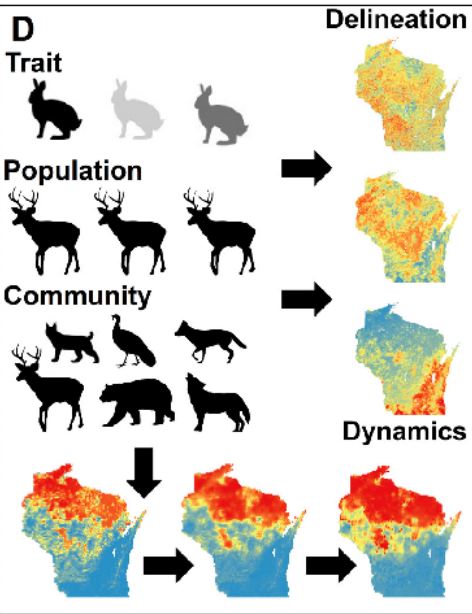 D
Delineation
Trait
Population
Community
Dynamics